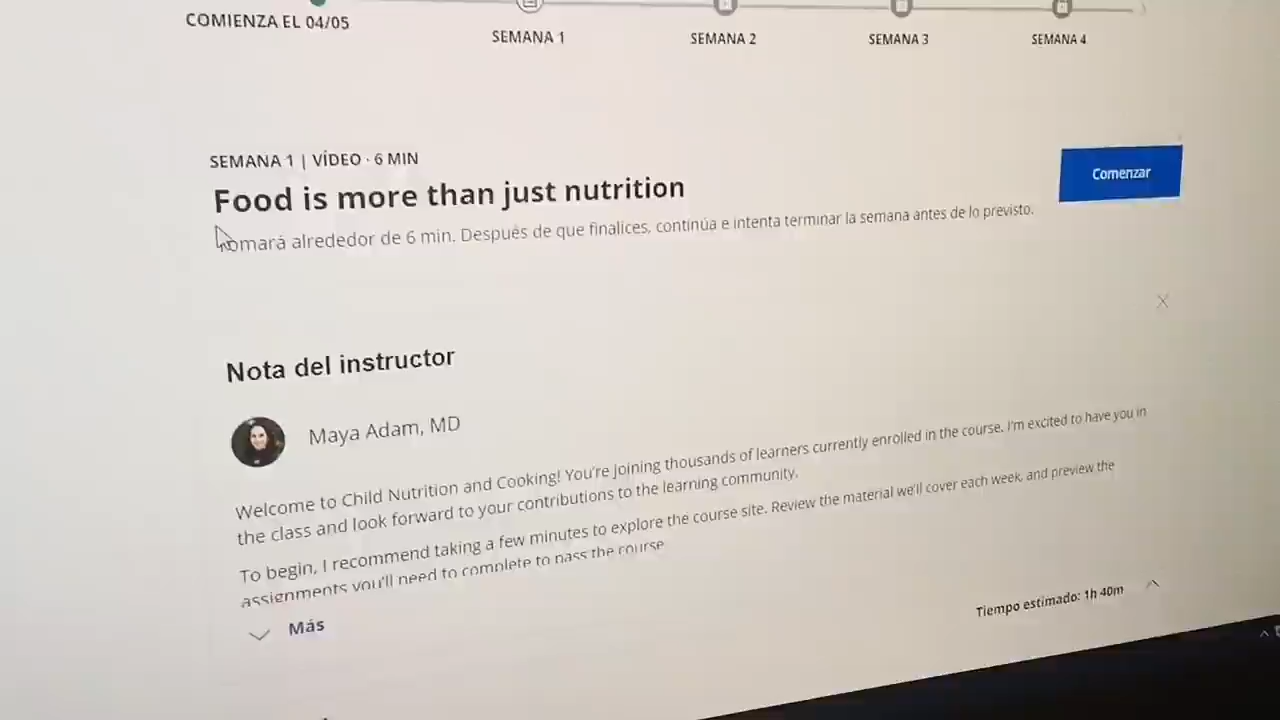 COMIENZA EL 04/05
SEMANA 1
SEMANA 2
SEMANA 3
SEMANA 4
SEMANA 1 | VÍDEO · 6 MIN
Food is more than just nutrition
Comenzar
Tomará alrededor de 6 min. Después de que finalices, continúa e intenta terminar la semana antes de lo previsto.
Nota del instructor
Maya Adam, MD
Welcome to Child Nutrition and Cooking! You're joining thousands of learners currently enrolled in the course. I'm excited to have you in
the class and look forward to your contributions to the learning community.
To begin, I recommend taking a few minutes to explore the course site. Review the material we'll cover each week, and preview the
assignments you'll need to complete to pass the course
Más
Tiempo estimado: 1h 40m